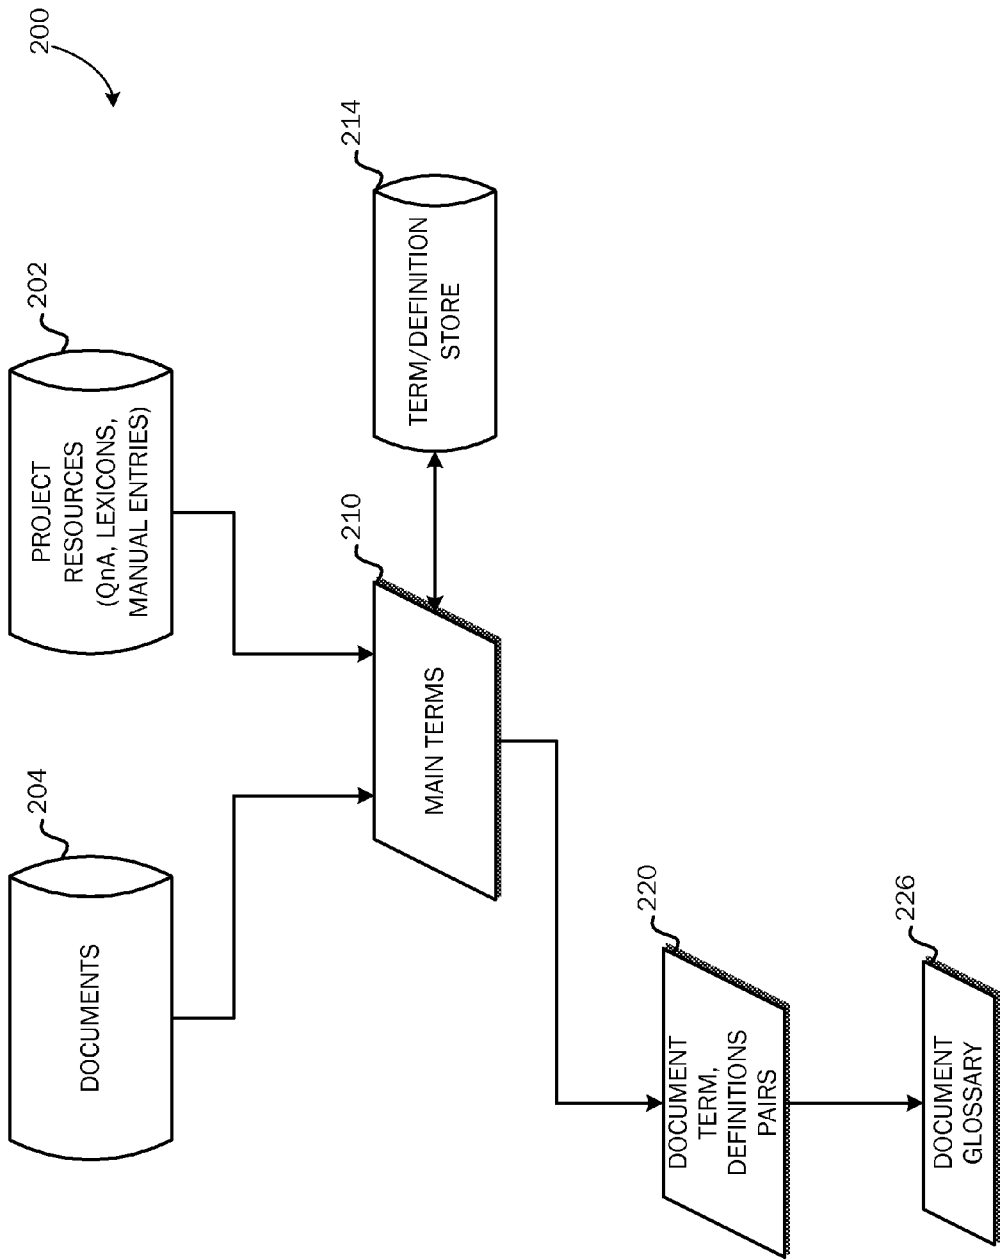 200
204
202
DOCUMENTS
PROJECT
RESOURCES
(QnA, LEXICONS,
MANUAL ENTRIES)
210
214
MAIN TERMS
TERM/DEFINITION
STORE
220
DOCUMENT
TERM,
DEFINITIONS
PAIRS
226
DOCUMENT
GLOSSARY